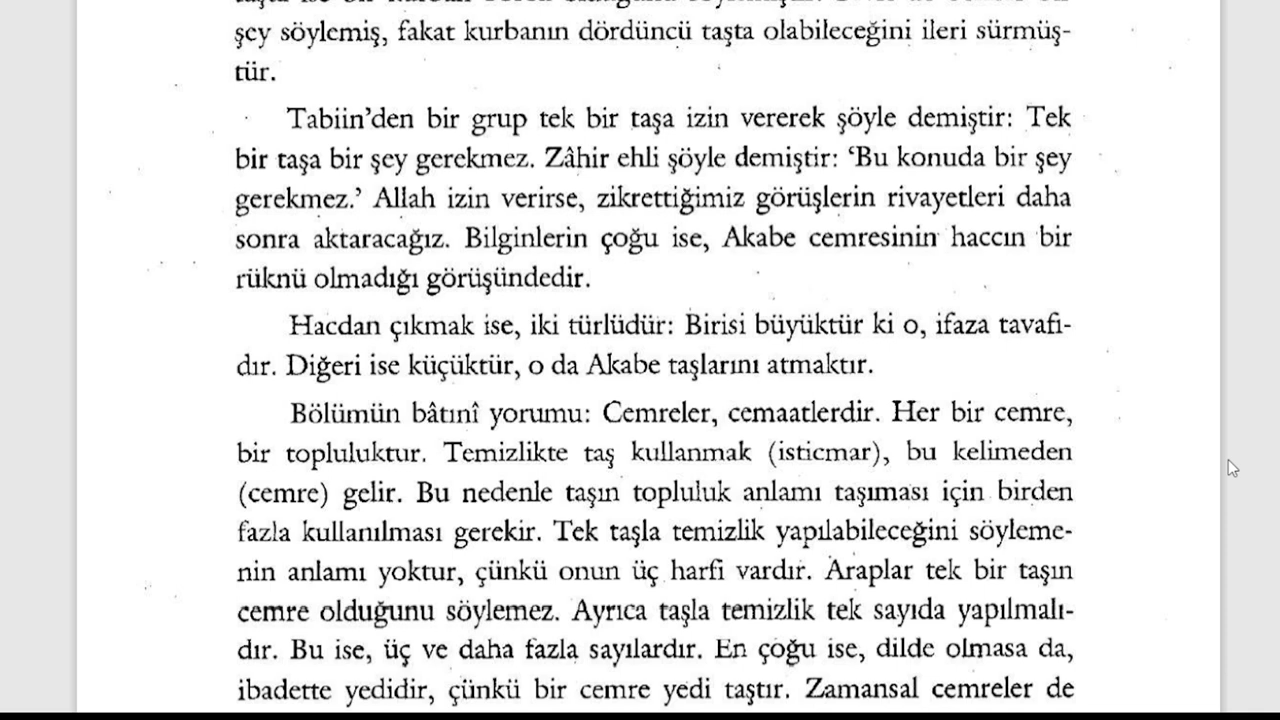 şey söylemiş, fakat kurbanın dördüncü taşta olabileceğini ileri sürmüş-
tür.
Tabiin’den bir grup tek bir taşa izin vererek şöyle demiştir: Tek
bir taşa bir şey gerekmez. Zâhir ehli şöyle demiştir: ‘Bu konuda bir şey
gerekmez.’ Allah izin verirse, zikrettiğimiz görüşlerin rivayetleri daha
sonra aktaracağız. Bilginlerin çoğu ise, Akabe cemresinin haccın bir
rüknü olmadığı görüşündedir.
Hacdan çıkmak ise, iki türlüdür: Birisi büyüktür ki o, ifaza tavafı-
dır. Diğeri ise küçüktür, o da Akabe taşlarını atmaktır.
Bölümün bâtınî yorumu: Cemreler, cemaatlerdir. Her bir cemre,
bir topluluktur. Temizlikte taş kullanmak (isticmar), bu kelimeden
(cemre) gelir. Bu nedenle taşın topluluk anlamı taşıması için birden
fazla kullanılması gerekir. Tek taşla temizlik yapılabileceğini söyleme-
nin anlamı yoktur, çünkü onun üç harfi vardır. Araplar tek bir taşın
cemre olduğunu söylemez. Ayrıca taşla temizlik tek sayıda yapılmalı-
dır. Bu ise, üç ve daha fazla sayılardır. En çoğu ise, dilde olmasa da,
ibadette yedidir, çünkü bir cemre yedi taştır. Zamansal cemreler de